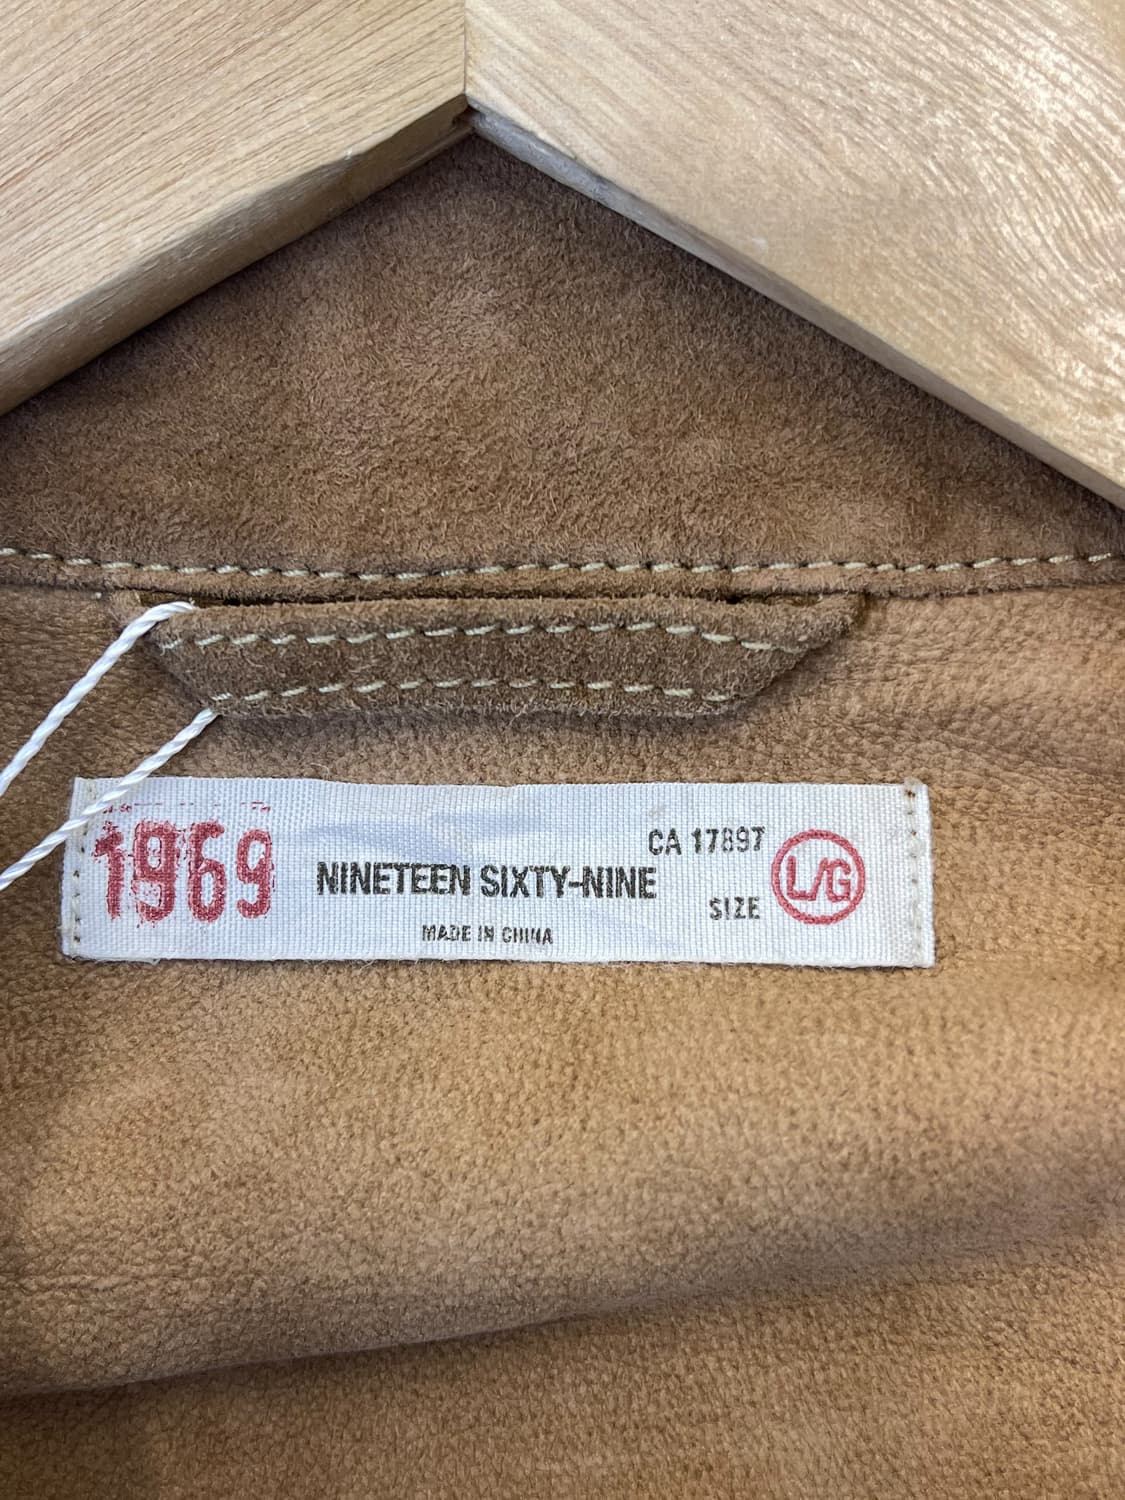 1969
NINETEEN SIXTY-NINE
MADE IN CHINA
CA 17897
SIZE L/G